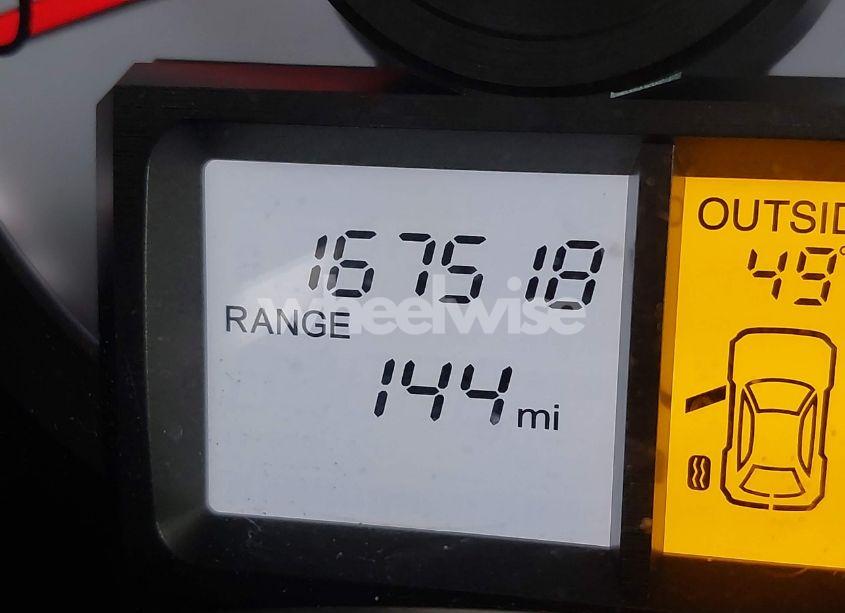 167518
RANGE
144 mi
OUTSID
49°
wheelwise